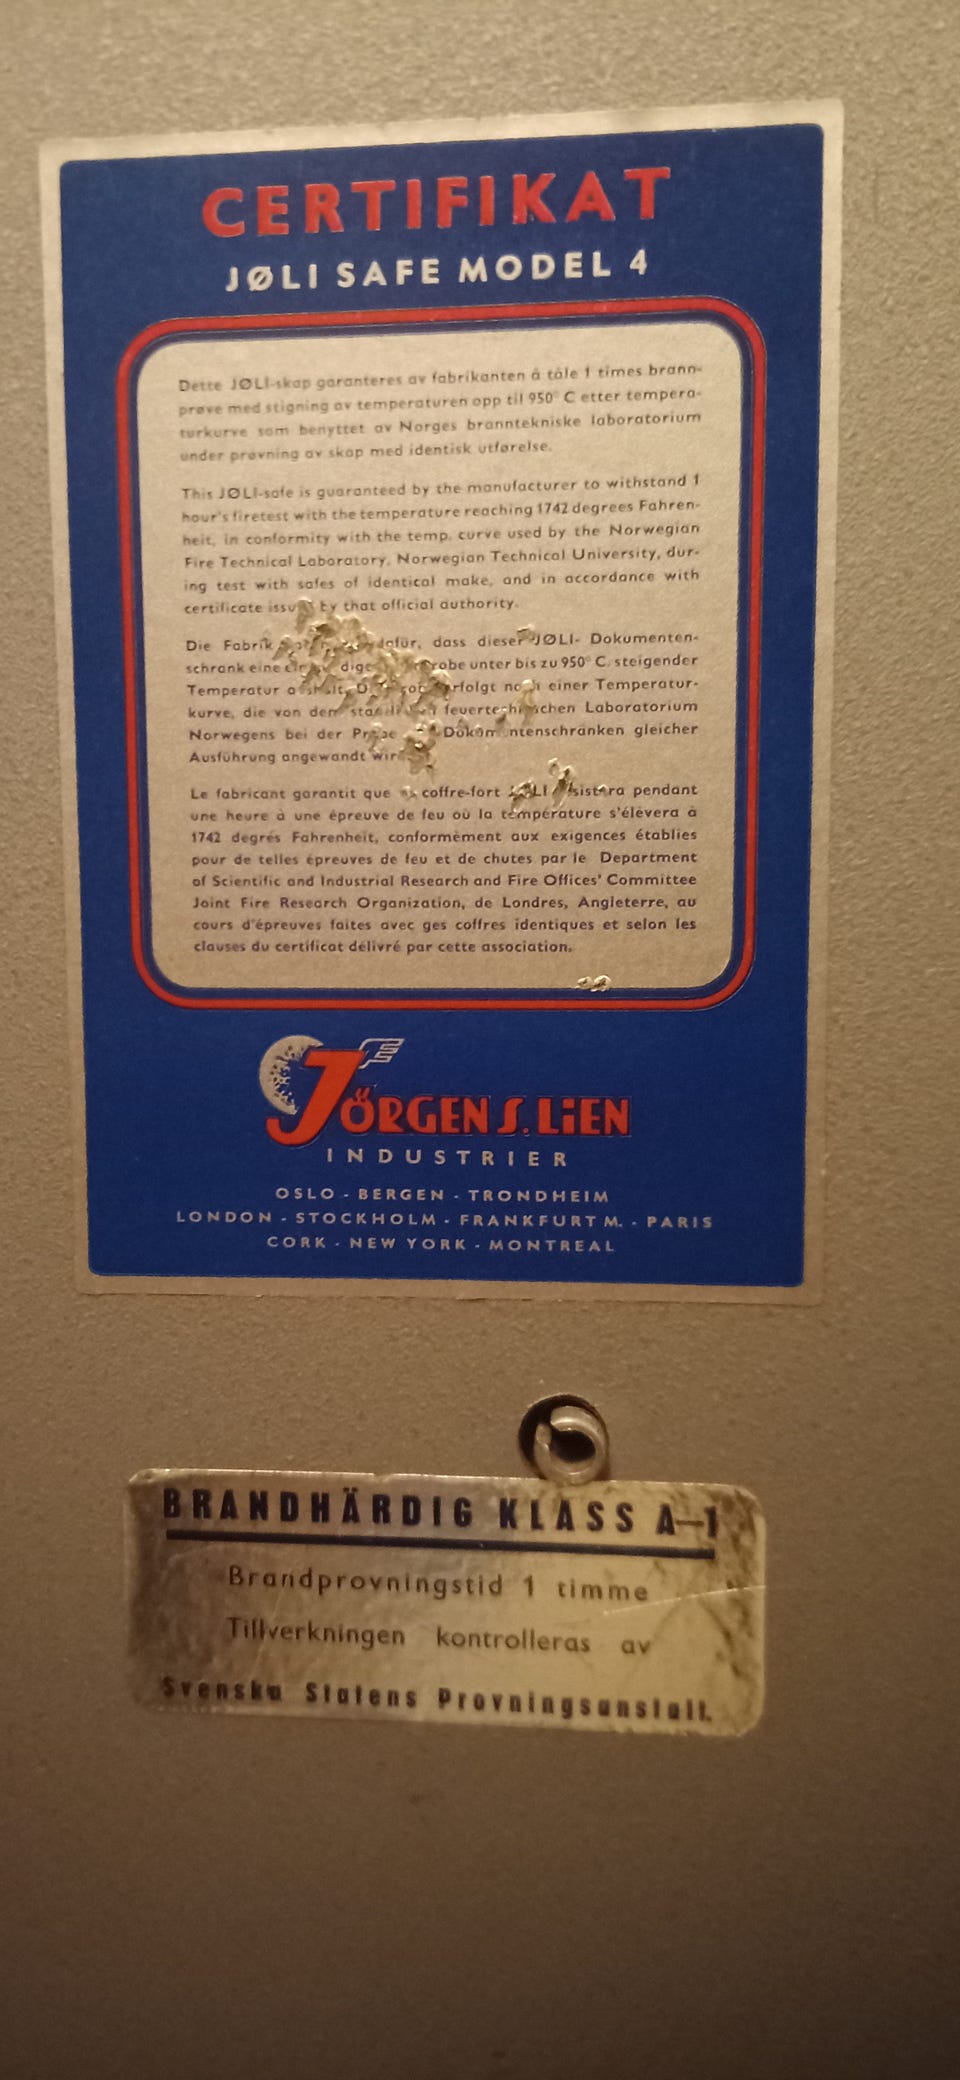 CERTIFIKAT
JØLI SAFE MODEL 4
Dette JØLI-skap garanteres av fabrikanten å tåle 1 times brann-
prøve med stigning av temperaturen opp til 950° C etter tempera-
turkurve som benyttet av Norges branntekniske laboratorium
under prøvning av skap med identisk utførelse.
This JØLI-safe is guaranteed by the manufacturer to withstand 1
hour's firetest with the temperature reaching 1742 degrees Fahren-
heit, in conformity with the temp. curve used by the Norwegian
Fire Technical Laboratory, Norwegian Technical University, dur-
ing test with safes of identical make, and in accordance with
certificate issued by that official authority.
Die Fabrik dafür, dass dieser JØLI- Dokumenten-
schrank eine unter bis zu 950° C. steigender
Temperatur erfolgt nach einer Temperatur-
kurve, die von dem feuertechnischen Laboratorium
Norwegens bei der Probe Dokumentenschränken gleicher
Ausführung angewandt wird
Le fabricant garantit que coffre-fort JØLI résistera pendant
une heure à une épreuve de feu où la température s'élèvera à
1742 degrés Fahrenheit, conformément aux exigences établies
pour de telles épreuves de feu et de chutes par le Department
of Scientific and Industrial Research and Fire Offices' Committee
Joint Fire Research Organization, de Londres, Angleterre, au
cours d'épreuves faites avec ges coffres identiques et selon les
clauses du certificat délivré par cette association.
JÖRGEN S. LIEN
INDUSTRIER
OSLO - BERGEN - TRONDHEIM
LONDON - STOCKHOLM - FRANKFURT M. - PARIS
CORK - NEW YORK - MONTREAL
BRANDHÄRDIG KLASS A-1
Brandprovningstid 1 timme
Tillverkningen kontrolleras av
Svenska Statens Provningsanstalt.